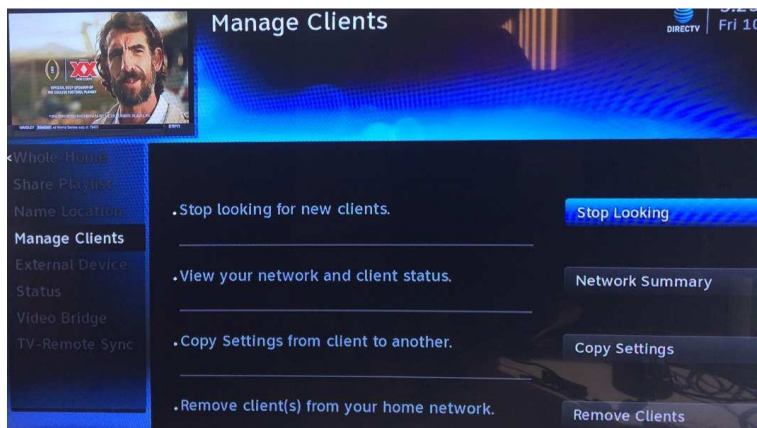 Manage Clients
DIRECTV
Fri 10
XX
ESPN
Whole-Home
Share Playlist
Name Location
Manage Clients
External Device
Status
Video Bridge
TV-Remote Sync
.Stop looking for new clients.
Stop Looking
.View your network and client status.
Network Summary
.Copy Settings from client to another.
Copy Settings
.Remove client(s) from your home network.
Remove Clients